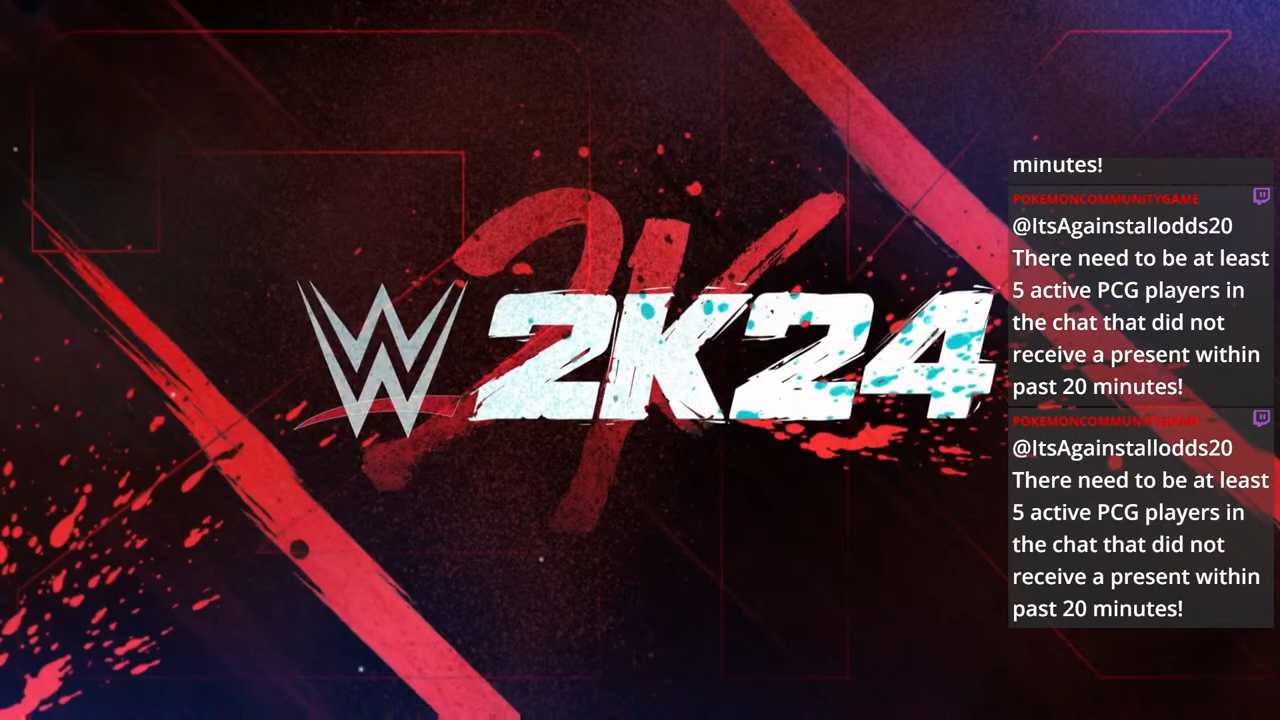 W 2K24
2K
minutes!
POKEMONCOMMUNITYGAME
@ItsAgainstallodds20
There need to be at least
5 active PCG players in
the chat that did not
receive a present within
past 20 minutes!
POKEMONCOMMUNITYGAME
@ItsAgainstallodds20
There need to be at least
5 active PCG players in
the chat that did not
receive a present within
past 20 minutes!